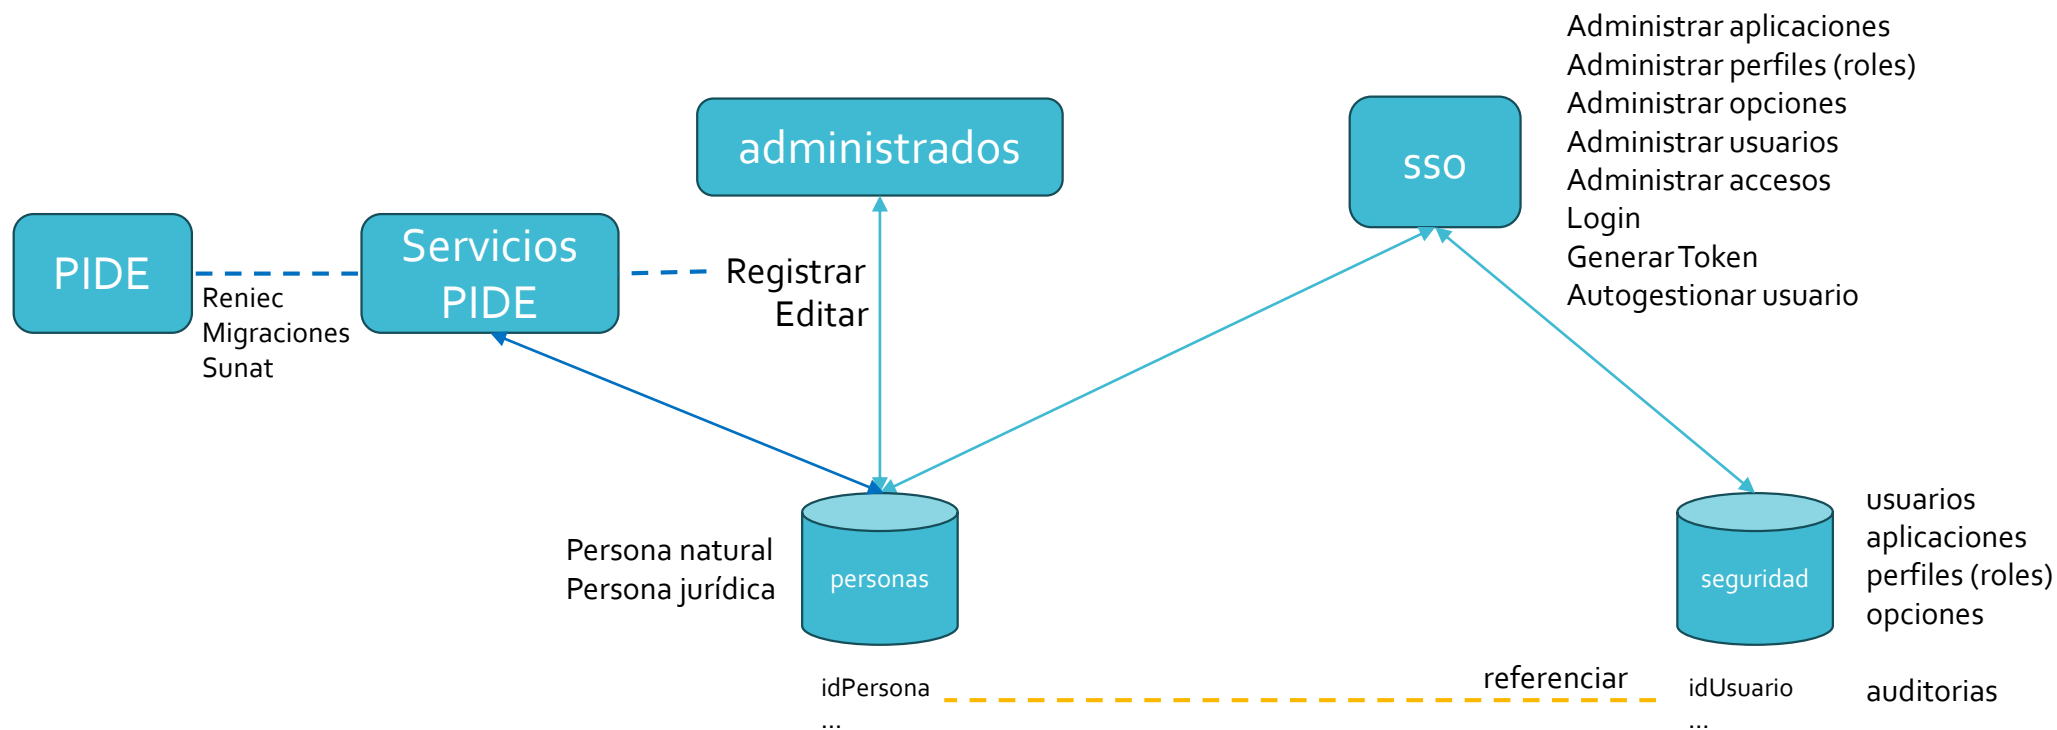 Administrar aplicaciones
Administrar perfiles (roles)
Administrar opciones
Administrar usuarios
Administrar accesos
Login
Generar Token
Autogestionar usuario
administrados
sso
PIDE
Servicios
PIDE
Reniec
Migraciones
Sunat
Registrar
Editar
Persona natural
Persona jurídica
personas
seguridad
usuarios
aplicaciones
perfiles (roles)
opciones
idPersona
...
referenciar
idUsuario
...
auditorias